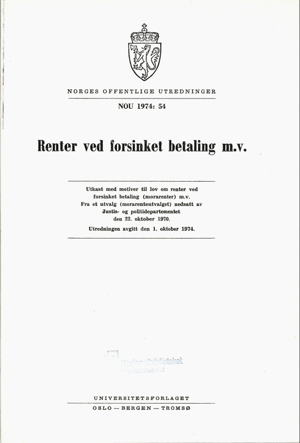 NORGES OFFENTLIGE UTREDNINGER
NOU 1974: 54
Renter ved forsinket betaling m.v.
Utkast med motiver til lov om renter ved
forsinket betaling (morarenter) m.v.
Fra et utvalg (morarenteutvalget) nedsatt av
Justis- og politidepartementet
den 22. oktober 1970.
Utredningen avgitt den 1. oktober 1974.
UNIVERSITETSFORLAGET
OSLO — BERGEN — TROMSØ